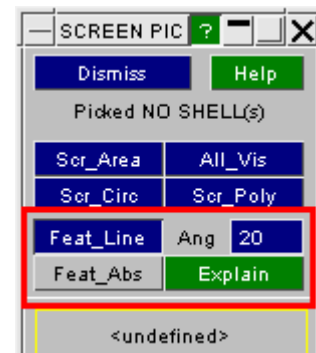 SCREEN PIC ?
Dismiss Help
Picked NO SHELL(s)
Scr_Area All_Vis
Scr_Circ Scr_Poly
Feat_Line Ang 20
Feat_Abs Explain
<undefined>